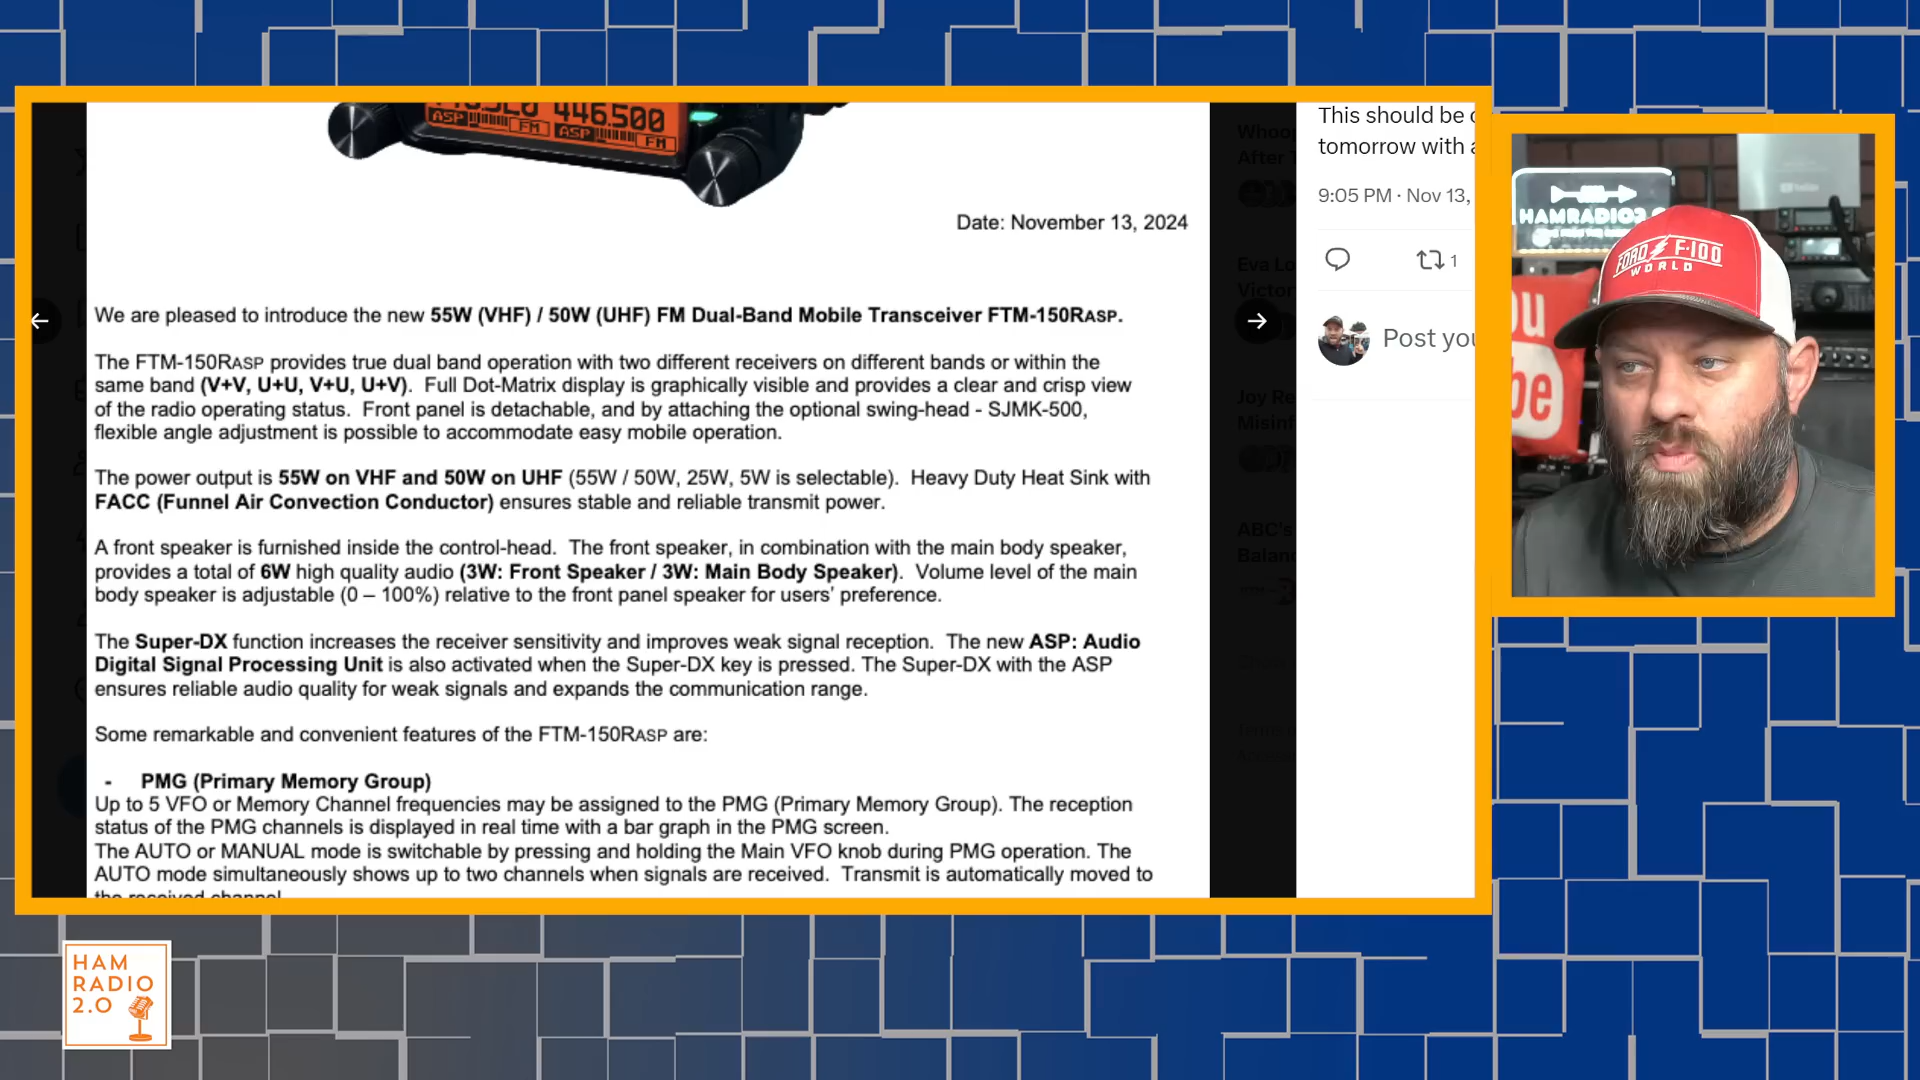 446.500
ASP FM ASP FM
Date: November 13, 2024
We are pleased to introduce the new 55W (VHF) / 50W (UHF) FM Dual-Band Mobile Transceiver FTM-150RASP.
The FTM-150RASP provides true dual band operation with two different receivers on different bands or within the
same band (V+V, U+U, V+U, U+V). Full Dot-Matrix display is graphically visible and provides a clear and crisp view
of the radio operating status. Front panel is detachable, and by attaching the optional swing-head - SJMK-500,
flexible angle adjustment is possible to accommodate easy mobile operation.
The power output is 55W on VHF and 50W on UHF (55W / 50W, 25W, 5W is selectable). Heavy Duty Heat Sink with
FACC (Funnel Air Convection Conductor) ensures stable and reliable transmit power.
A front speaker is furnished inside the control-head. The front speaker, in combination with the main body speaker,
provides a total of 6W high quality audio (3W: Front Speaker / 3W: Main Body Speaker). Volume level of the main
body speaker is adjustable (0 – 100%) relative to the front panel speaker for users' preference.
The Super-DX function increases the receiver sensitivity and improves weak signal reception. The new ASP: Audio
Digital Signal Processing Unit is also activated when the Super-DX key is pressed. The Super-DX with the ASP
ensures reliable audio quality for weak signals and expands the communication range.
Some remarkable and convenient features of the FTM-150RASP are:
- PMG (Primary Memory Group)
Up to 5 VFO or Memory Channel frequencies may be assigned to the PMG (Primary Memory Group). The reception
status of the PMG channels is displayed in real time with a bar graph in the PMG screen.
The AUTO or MANUAL mode is switchable by pressing and holding the Main VFO knob during PMG operation. The
AUTO mode simultaneously shows up to two channels when signals are received. Transmit is automatically moved to
the received channel
Whoop
After
Eva Lo
Victor
Joy Re
Misinf
ABC's
Balan
This should be
tomorrow with a
9:05 PM · Nov 13,
1
Post you
HAMRADIO2.0
FORD F-100
WORLD
You
be
HAM
RADIO
2.0